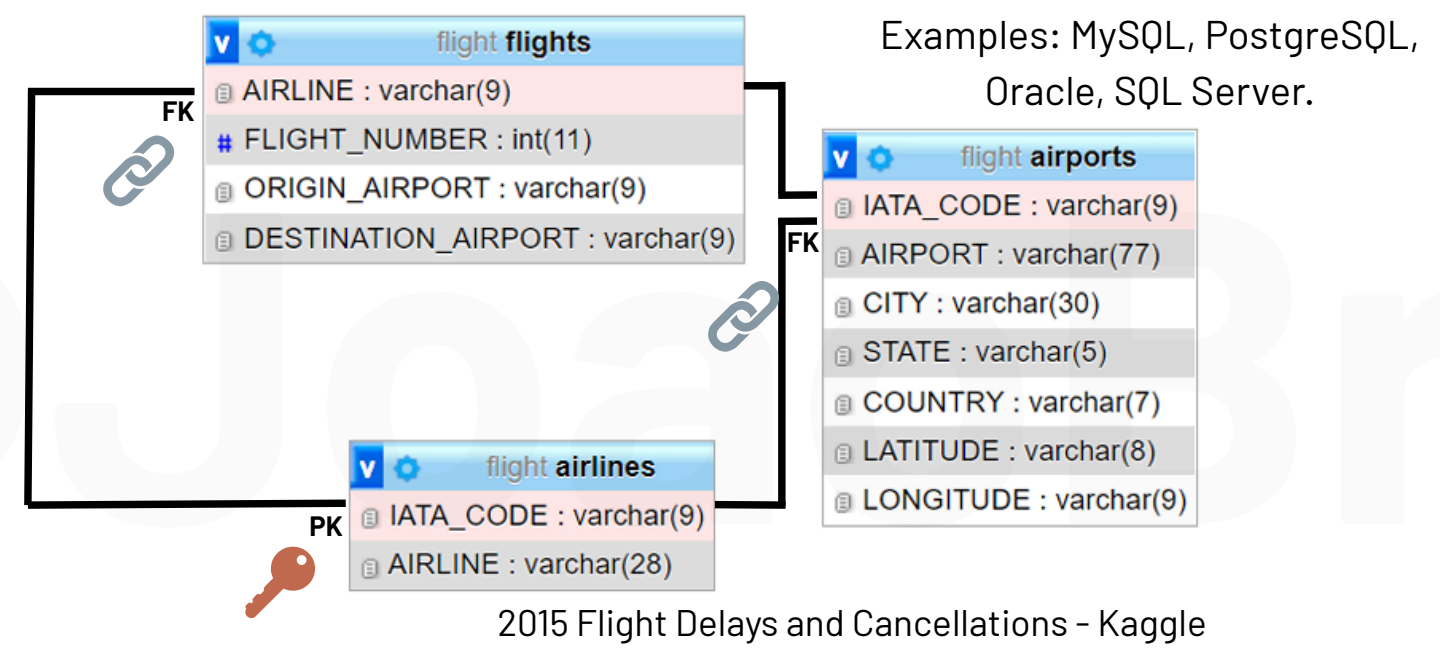 Examples: MySQL, PostgreSQL,
Oracle, SQL Server.
v flight flights
AIRLINE : varchar(9)
# FLIGHT_NUMBER : int(11)
ORIGIN_AIRPORT : varchar(9)
DESTINATION_AIRPORT : varchar(9)
FK
v flight airports
IATA_CODE : varchar(9)
AIRPORT : varchar(77)
CITY : varchar(30)
STATE : varchar(5)
COUNTRY : varchar(7)
LATITUDE : varchar(8)
LONGITUDE : varchar(9)
FK
v flight airlines
IATA_CODE : varchar(9)
AIRLINE : varchar(28)
PK
2015 Flight Delays and Cancellations - Kaggle